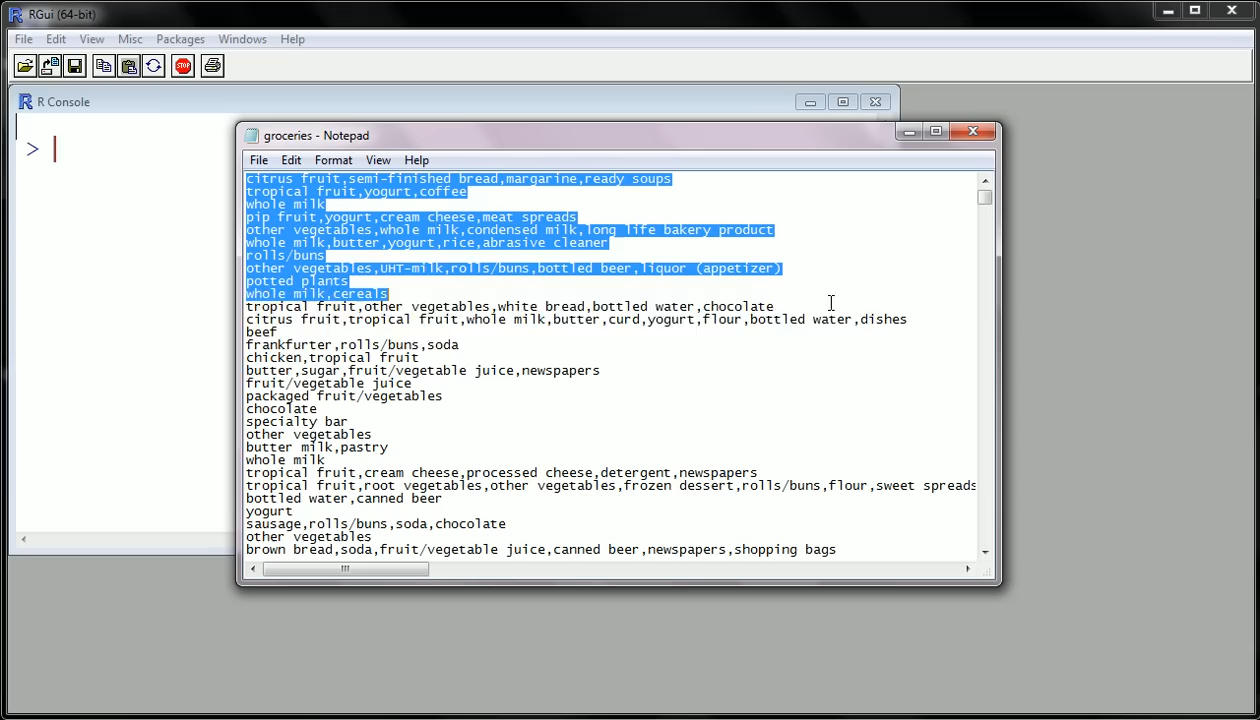 RGui (64-bit)
File Edit View Misc Packages Windows Help
STOP
R Console
>
groceries - Notepad
File Edit Format View Help
citrus fruit,semi-finished bread,margarine,ready soups
tropical fruit,yogurt,coffee
whole milk
pip fruit,yogurt,cream cheese,meat spreads
other vegetables,whole milk,condensed milk,long life bakery product
whole milk,butter,yogurt,rice,abrasive cleaner
rolls/buns
other vegetables,UHT-milk,rolls/buns,bottled beer,liquor (appetizer)
potted plants
whole milk,cereals
tropical fruit,other vegetables,white bread,bottled water,chocolate
citrus fruit,tropical fruit,whole milk,butter,curd,yogurt,flour,bottled water,dishes
beef
frankfurter,rolls/buns,soda
chicken,tropical fruit
butter,sugar,fruit/vegetable juice,newspapers
fruit/vegetable juice
packaged fruit/vegetables
chocolate
specialty bar
other vegetables
butter milk,pastry
whole milk
tropical fruit,cream cheese,processed cheese,detergent,newspapers
tropical fruit,root vegetables,other vegetables,frozen dessert,rolls/buns,flour,sweet spreads
bottled water,canned beer
yogurt
sausage,rolls/buns,soda,chocolate
other vegetables
brown bread,soda,fruit/vegetable juice,canned beer,newspapers,shopping bags